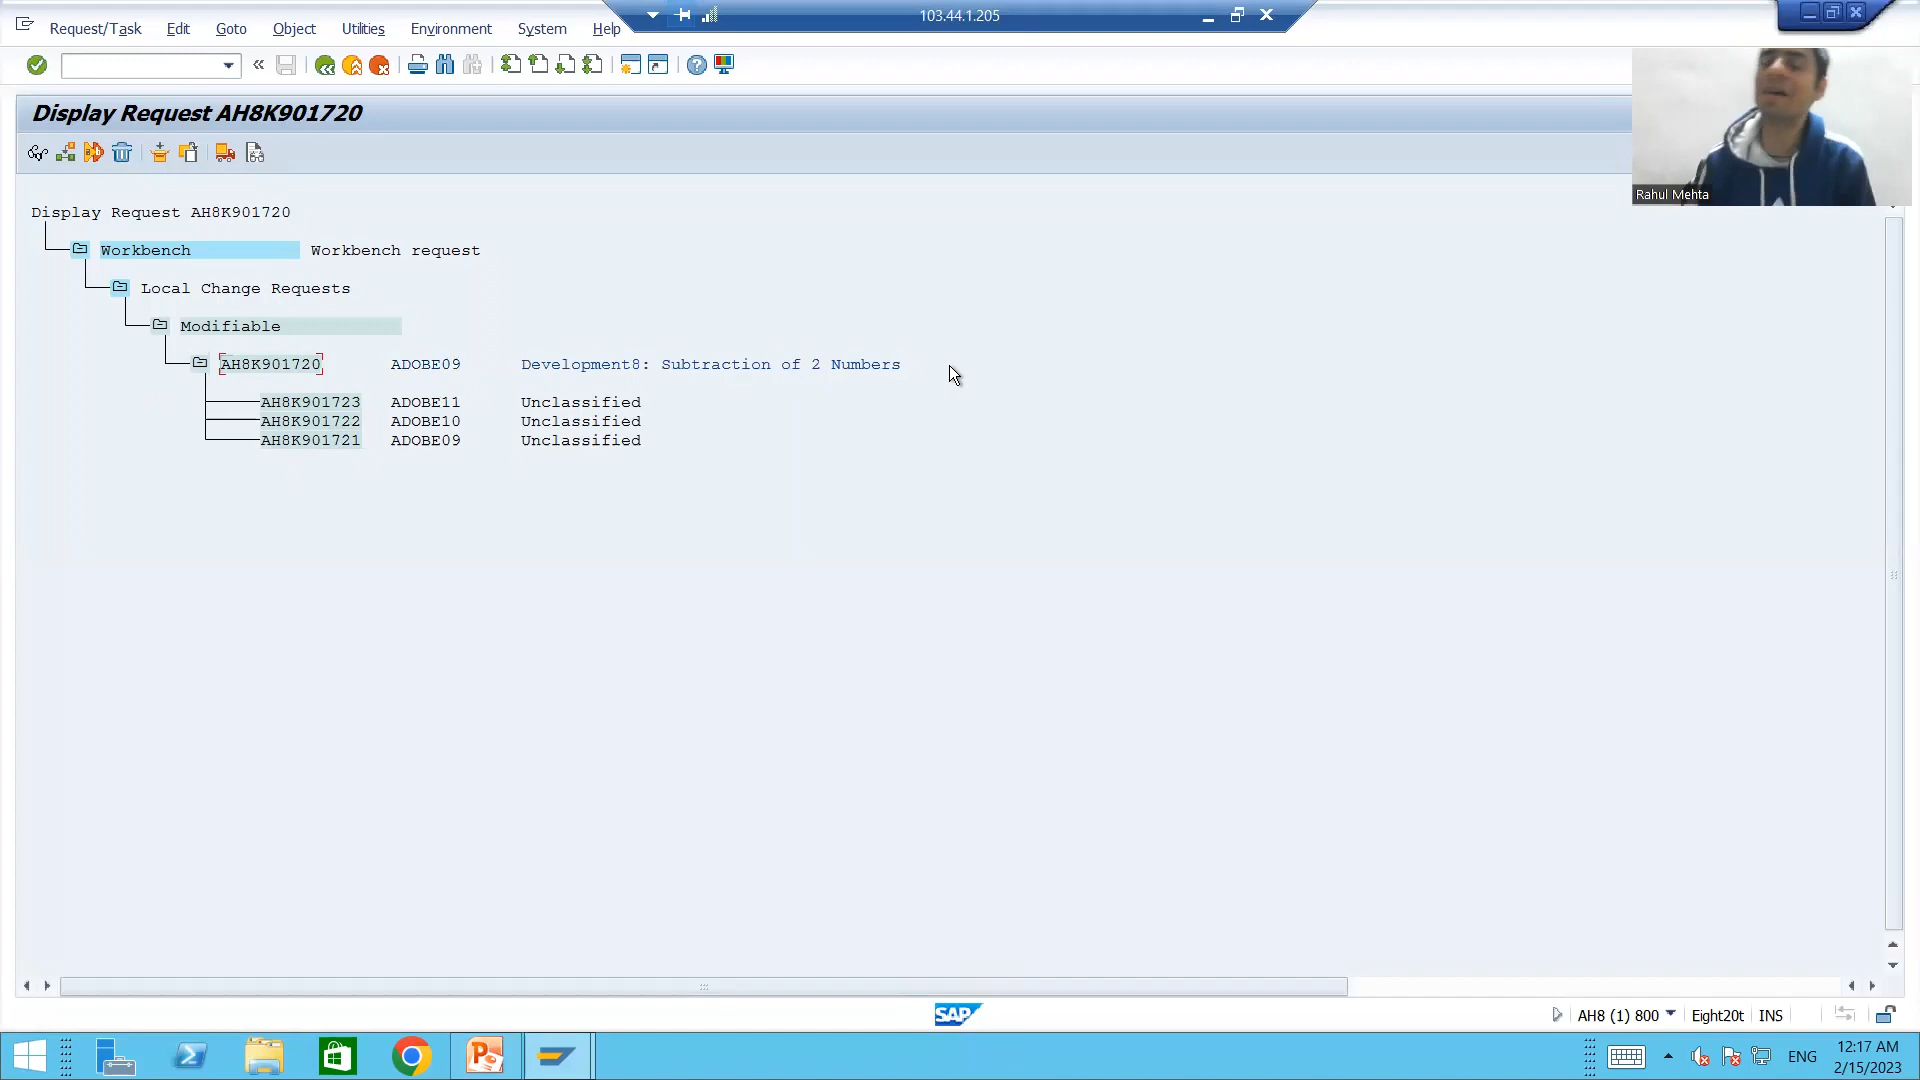 103.44.1.205
Request/Task Edit Goto Object Utilities Environment System Help
Rahul Mehta
Display Request AH8K901720
Display Request AH8K901720
Workbench Workbench request
Local Change Requests
Modifiable
AH8K901720 ADOBE09 Development8: Subtraction of 2 Numbers
AH8K901723 ADOBE11 Unclassified
AH8K901722 ADOBE10 Unclassified
AH8K901721 ADOBE09 Unclassified
SAP AH8 (1) 800 Eight20t INS
ENG 12:17 AM
2/15/2023